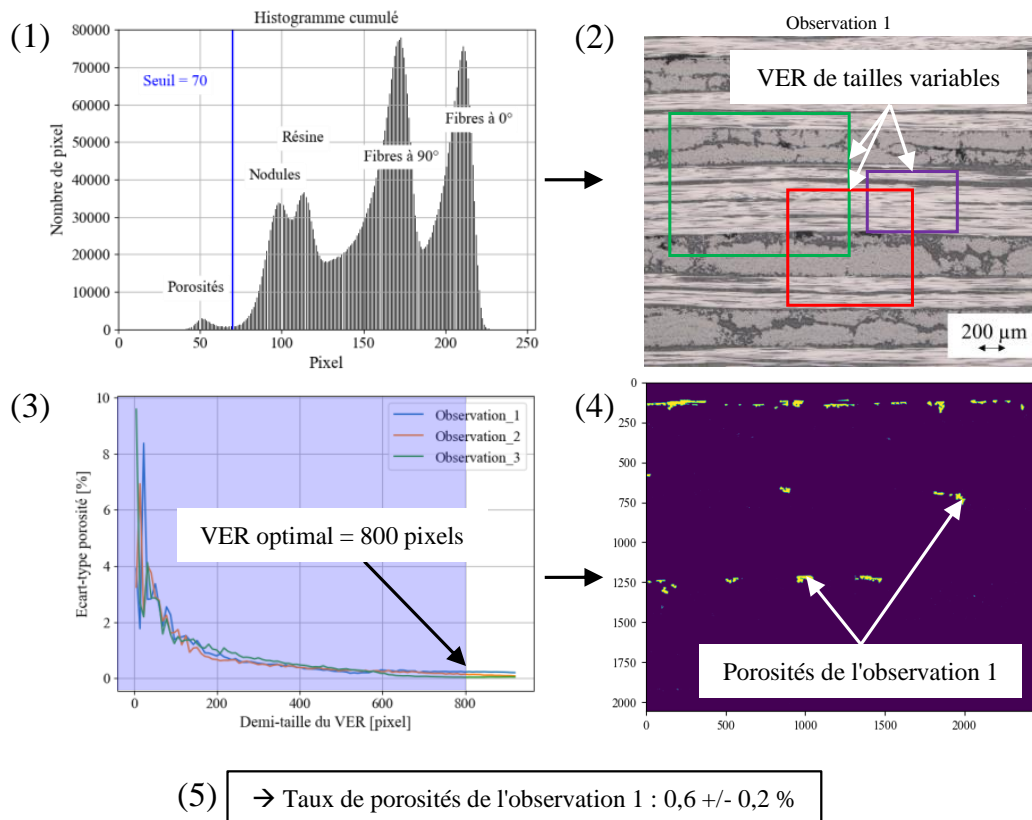 (1)
Histogramme cumulé
80000
70000
60000
50000
40000
30000
20000
10000
0
Nombre de pixel
Seuil = 70
Porosités
Nodules
Résine
Fibres à 90°
Fibres à 0°
0 50 100 150 200 250
Pixel
(2)
Observation 1
VER de tailles variables
200 µm
(3)
10
8
6
4
2
0
Ecart-type porosité [%]
Observation_1
Observation_2
Observation_3
VER optimal = 800 pixels
0 200 400 600 800
Demi-taille du VER [pixel]
(4)
0
250
500
750
1000
1250
1500
1750
2000
Porosités de l'observation 1
0 500 1000 1500 2000
(5)
→ Taux de porosités de l'observation 1 : 0,6 +/- 0,2 %